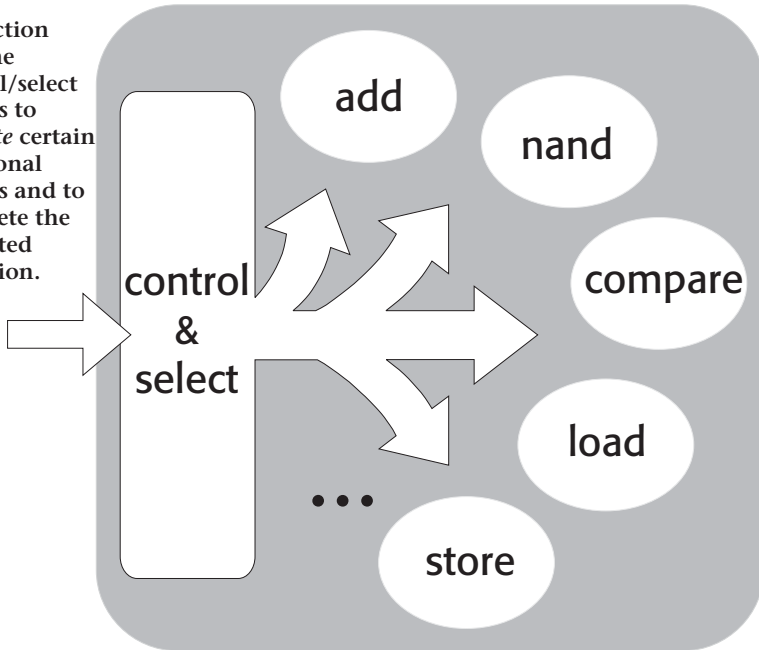 ction
ne
l/select
s to
te certain
onal
s and to
ete the
ted
ion.
add
nand
compare
control
&
select
load
• • •
store